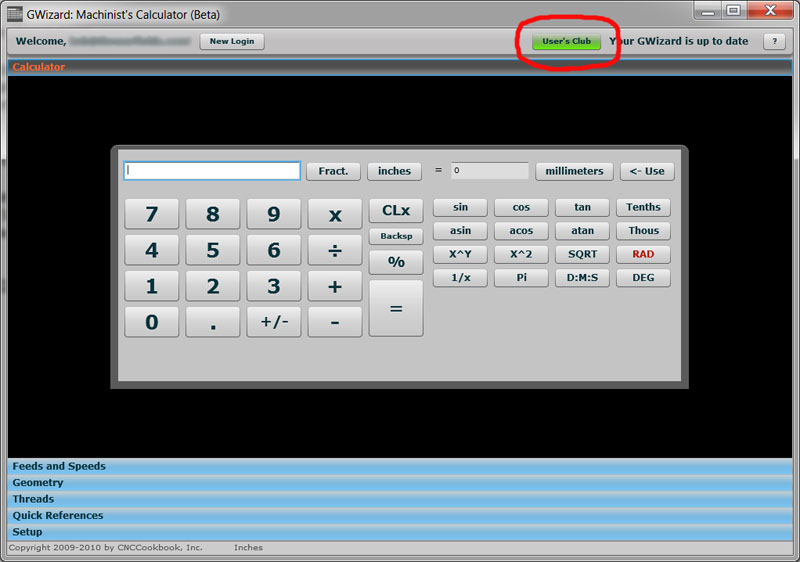 GWizard: Machinist's Calculator (Beta)
Welcome, New Login User's Club Your GWizard is up to date ?
Calculator
Fract. inches = 0 millimeters <- Use
7 8 9 x CLx sin cos tan Tenths
Backsp asin acos atan Thous
4 5 6 ÷ % X^Y X^2 SQRT RAD
1 2 3 + = 1/x Pi D:M:S DEG
0 . +/- -
Feeds and Speeds
Geometry
Threads
Quick References
Setup
Copyright 2009-2010 by CNCCookbook, Inc. Inches